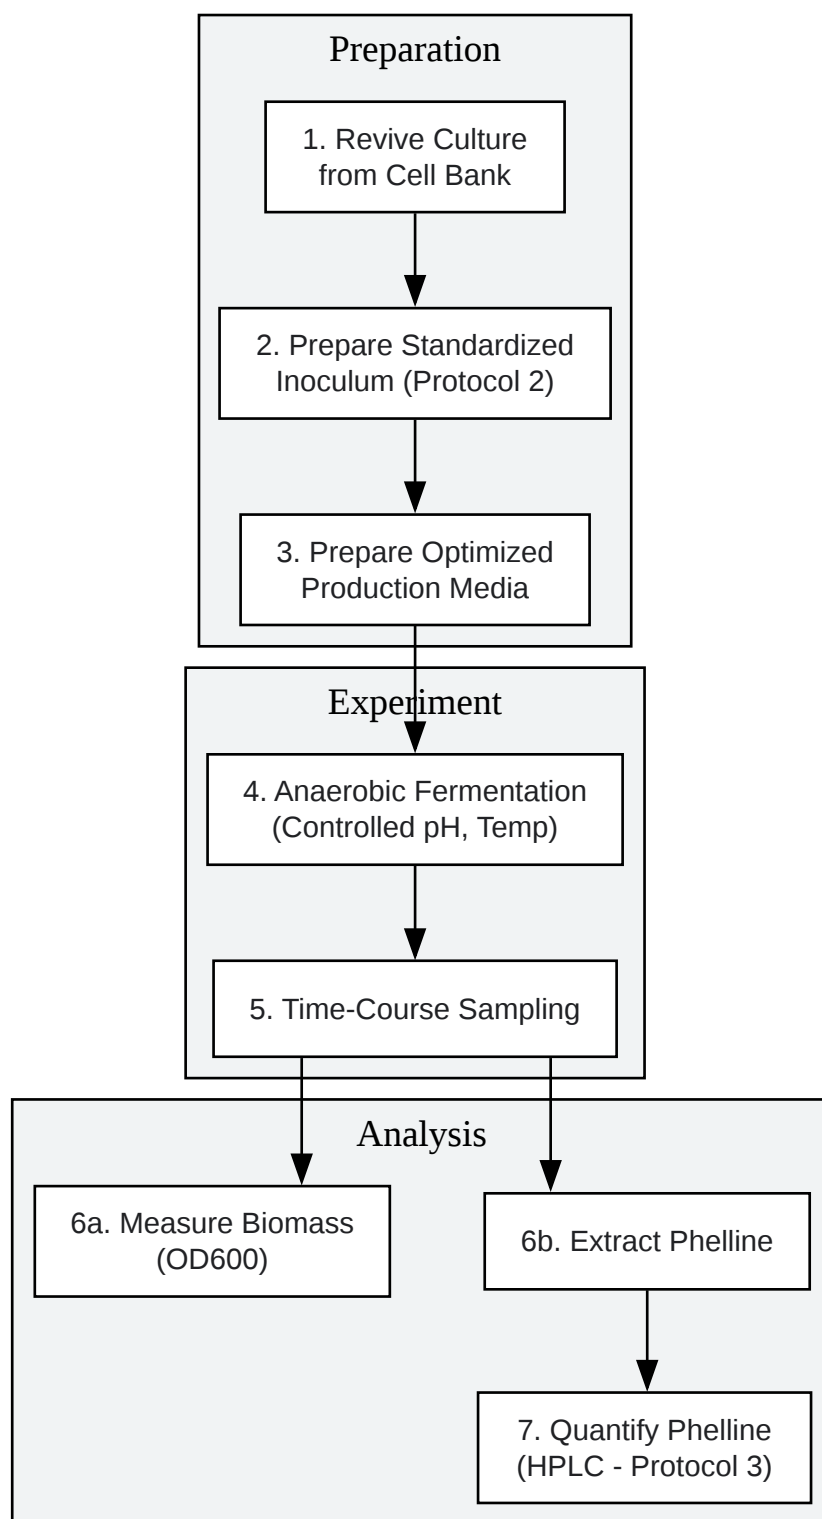 Preparation
1. Revive Culture
from Cell Bank
2. Prepare Standardized
Inoculum (Protocol 2)
3. Prepare Optimized
Production Media
Experiment
4. Anaerobic Fermentation
(Controlled pH, Temp)
5. Time-Course Sampling
Analysis
6a. Measure Biomass
(OD600)
6b. Extract Phelline
7. Quantify Phelline
(HPLC - Protocol 3)